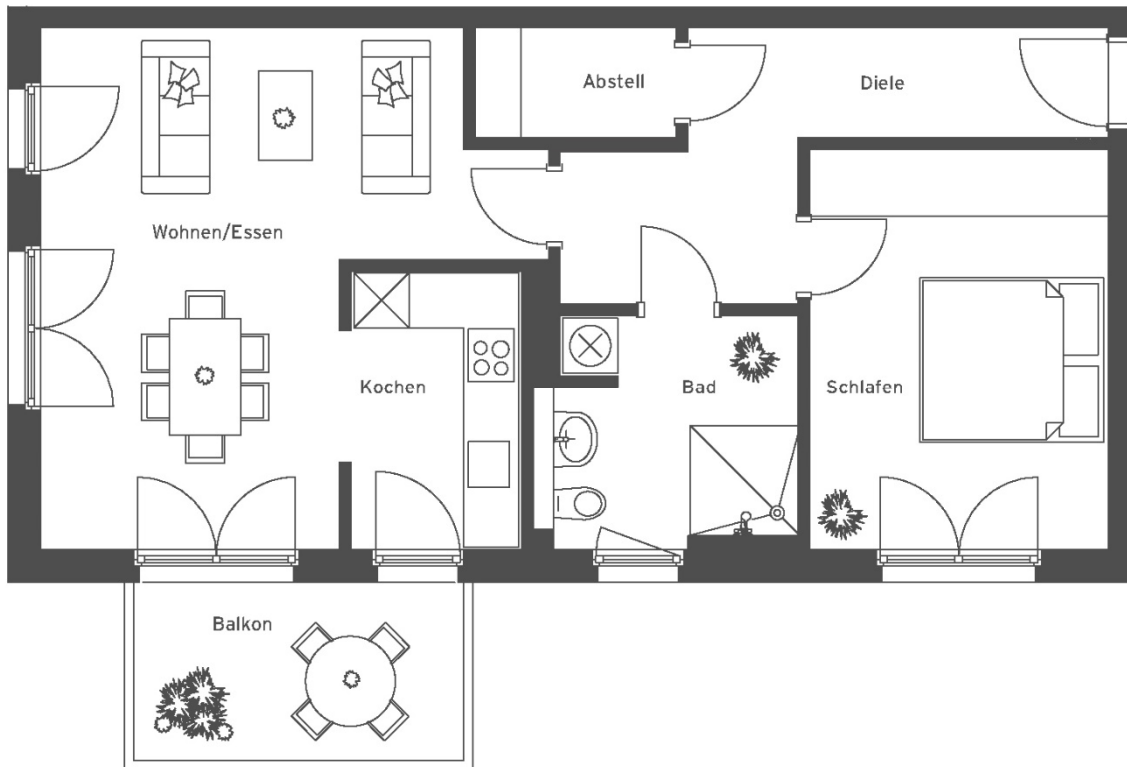 Abstell
Diele
Wohnen/Essen
Kochen
Bad
Schlafen
Balkon